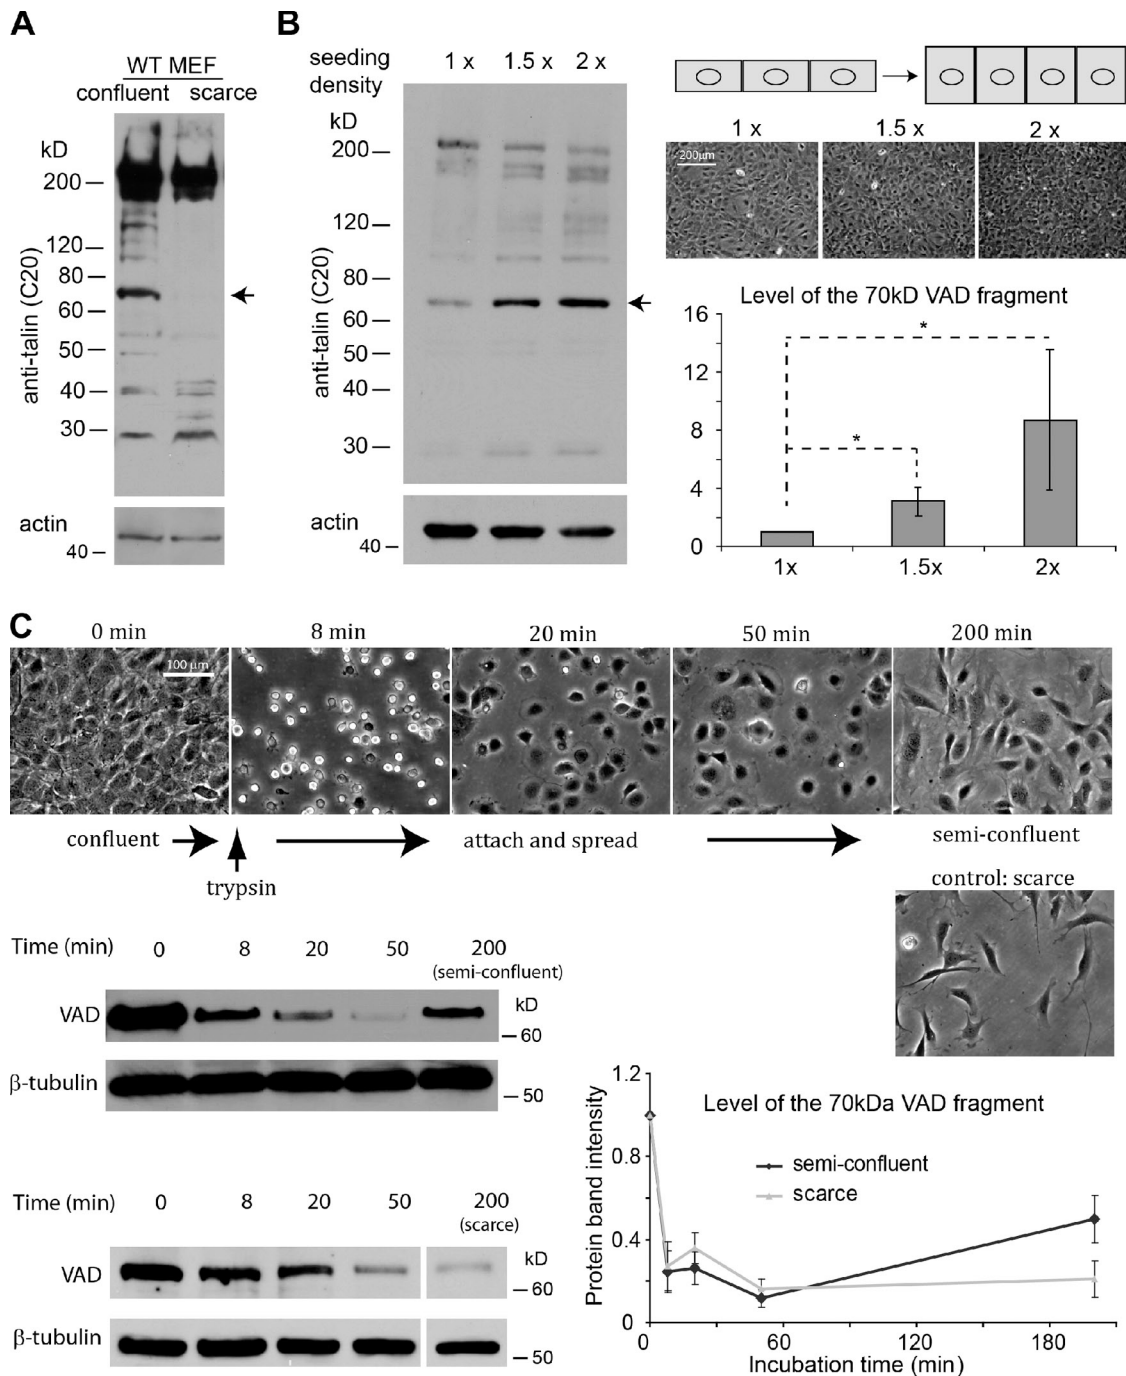 A
WT MEF
confluent scarce
kD
200
120
80
60
50
40
30
anti-talin (C20)
actin
40
B
seeding density
1 x 1.5 x 2 x
kD
200
120
80
60
50
40
30
anti-talin (C20)
actin
40
1 x 1.5 x 2 x
200μm
Level of the 70kD VAD fragment
16
12
8
4
0
* *
1x 1.5x 2x
C
0 min 8 min 20 min 50 min 200 min
100 μm
confluent attach and spread semi-confluent
trypsin
control: scarce
Time (min) 0 8 20 50 200
(semi-confluent)
VAD
kD
60
β-tubulin
50
Time (min) 0 8 20 50 200
(scarce)
VAD
kD
60
β-tubulin
50
Level of the 70kDa VAD fragment
semi-confluent
scarce
Protein band intensity
1.2
0.8
0.4
0
0 60 120 180
Incubation time (min)